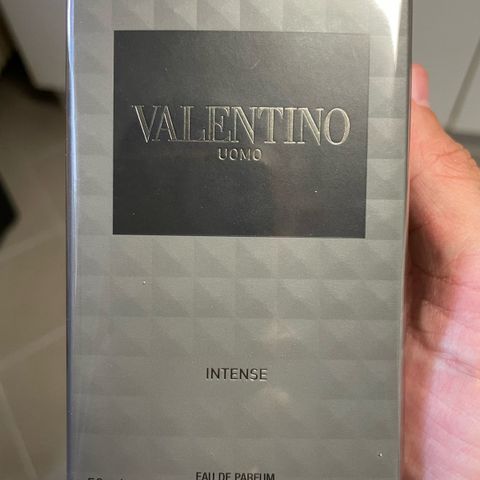 VALENTINO
UOMO
INTENSE
EAU DE PARFUM